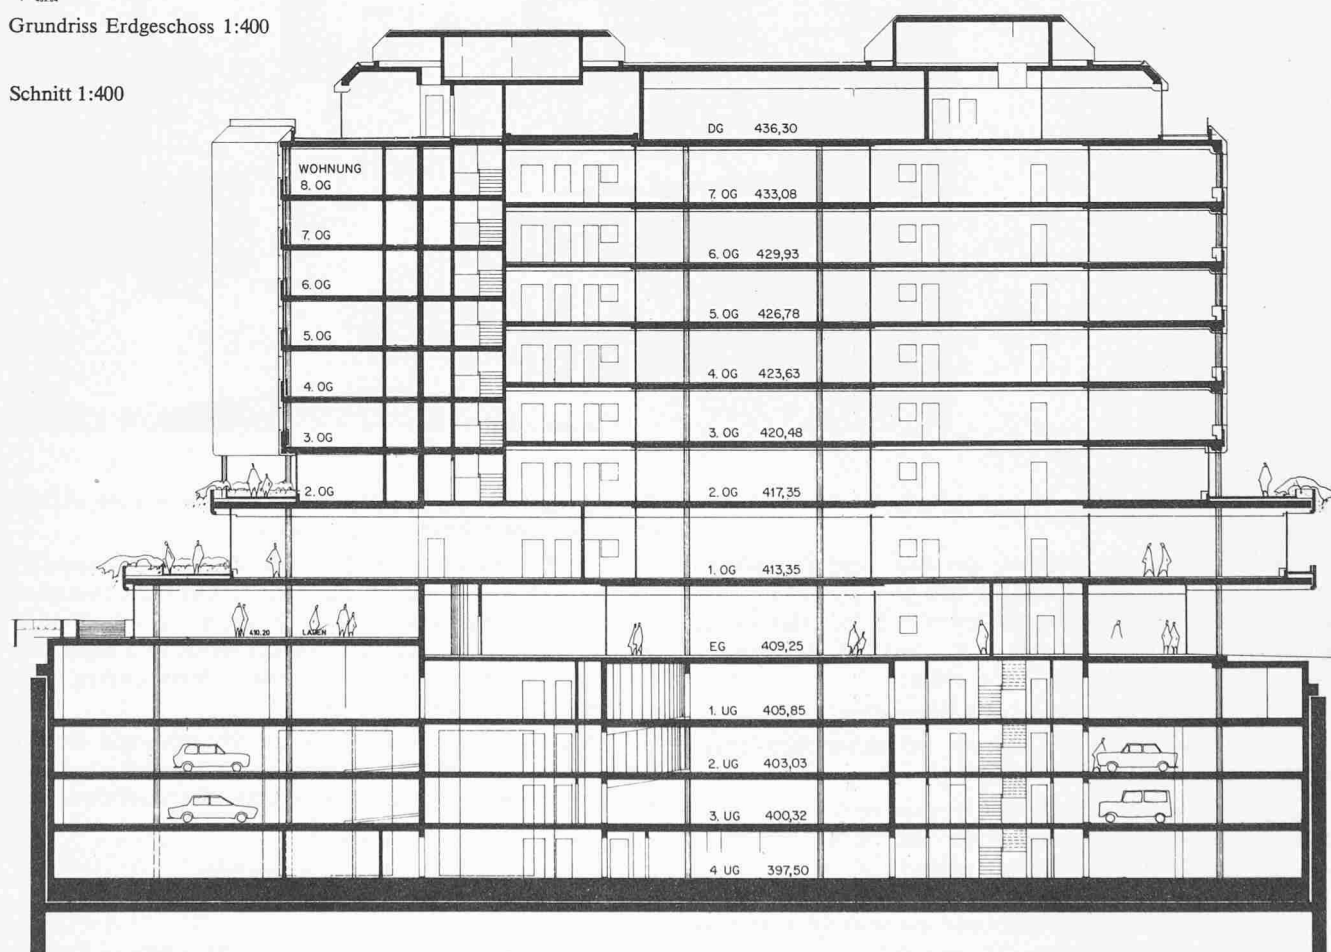 Grundriss Erdgeschoss 1:400
Schnitt 1:400
DG 436,30
WOHNUNG
8. OG
7. OG 433,08
7. OG
6. OG 429,93
6. OG
5. OG 426,78
5. OG
4. OG 423,63
4. OG
3. OG 420,48
3. OG
2. OG 417,35
2. OG
1. OG 413,35
410.20 LADEN
EG 409,25
1. UG 405,85
2. UG 403,03
3. UG 400,32
4 UG 397,50